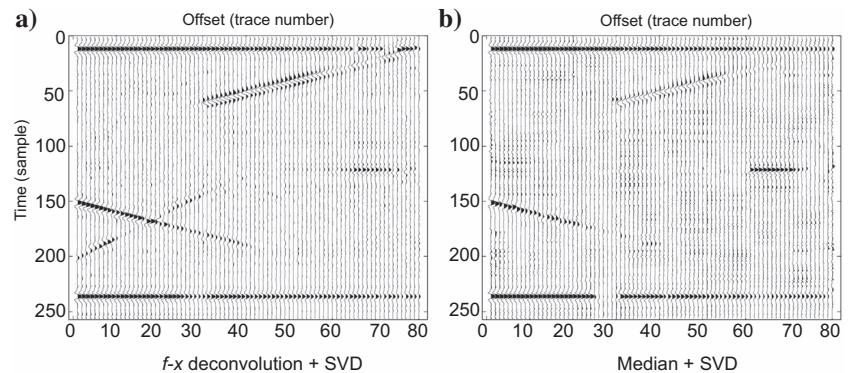 a)
Offset (trace number)
Time (sample)
0
50
100
150
200
250
0 10 20 30 40 50 60 70 80
f-x deconvolution + SVD
b)
Offset (trace number)
0
50
100
150
200
250
0 10 20 30 40 50 60 70 80
Median + SVD